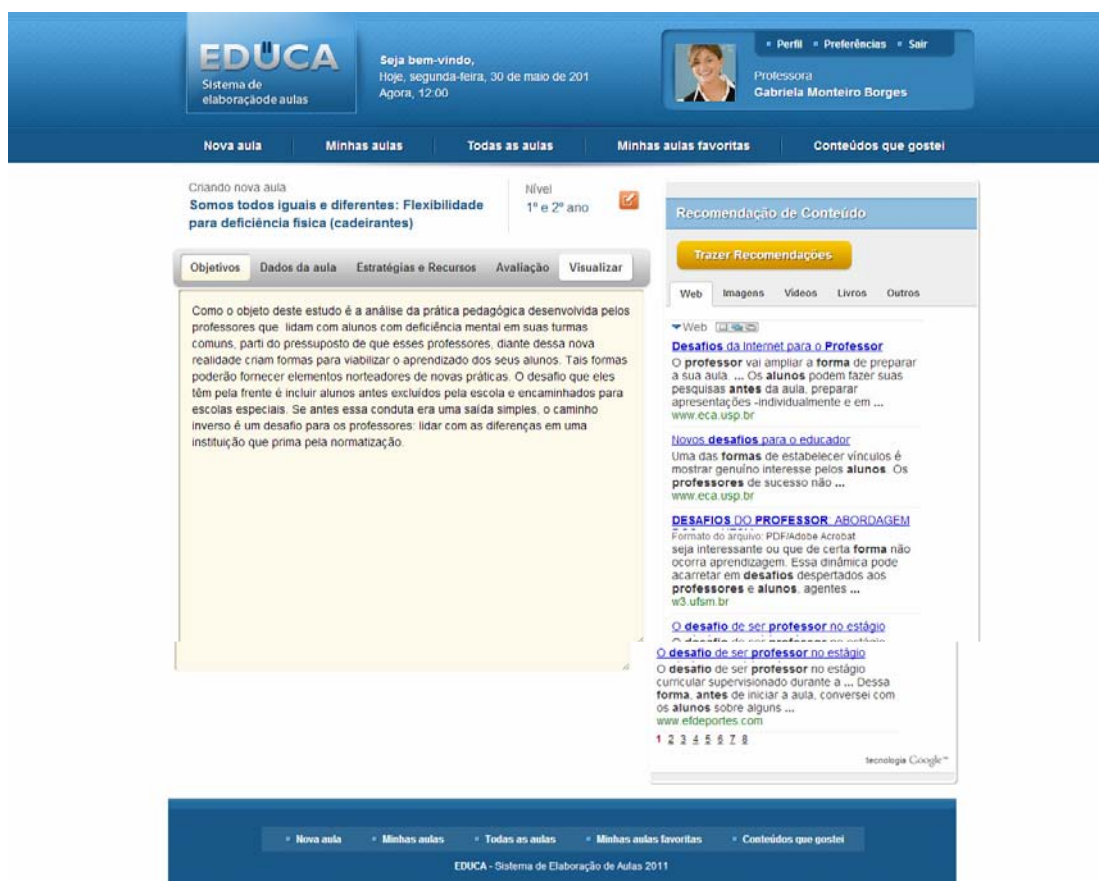 EDUCA
Sistema de
elaboraçãode aulas
Seja bem-vindo,
Hoje, segunda-feira, 30 de maio de 201
Agora, 12:00
Perfil
Preferências
Sair
Professora
Gabriela Monteiro Borges
Nova aula
Minhas aulas
Todas as aulas
Minhas aulas favoritas
Conteúdos que gostei
Criando nova aula
Somos todos iguais e diferentes: Flexibilidade
para deficiência física (cadeirantes)
Nível
1º e 2º ano
Objetivos
Dados da aula
Estratégias e Recursos
Avaliação
Visualizar
Como o objeto deste estudo é a análise da prática pedagógica desenvolvida pelos
professores que lidam com alunos com deficiência mental em suas turmas
comuns, parti do pressuposto de que esses professores, diante dessa nova
realidade criam formas para viabilizar o aprendizado dos seus alunos. Tais formas
poderão fornecer elementos norteadores de novas práticas. O desafio que eles
têm pela frente é incluir alunos antes excluídos pela escola e encaminhados para
escolas especiais. Se antes essa conduta era uma saída simples, o caminho
inverso é um desafio para os professores: lidar com as diferenças em uma
instituição que prima pela normatização.
Recomendação de Conteúdo
Trazer Recomendações
Web
Imagens
Videos
Livros
Outros
Web
Desafios da Internet para o Professor
O professor vai ampliar a forma de preparar
a sua aula. ... Os alunos podem fazer suas
pesquisas antes da aula, preparar
apresentações -individualmente e em ...
www.eca.usp.br
Novos desafios para o educador
Uma das formas de estabelecer vínculos é
mostrar genuíno interesse pelos alunos. Os
professores de sucesso não ...
www.eca.usp.br
DESAFIOS DO PROFESSOR: ABORDAGEM
Formato do arquivo: PDF/Adobe Acrobat
seja interessante ou que de certa forma não
ocorra aprendizagem. Essa dinâmica pode
acarretar em desafios despertados aos
professores e alunos, agentes ...
w3.ufsm.br
O desafio de ser professor no estágio
O desafio de ser professor no estágio
O desafio de ser professor no estágio
O desafio de ser professor no estágio
curricular supervisionado durante a ... Dessa
forma, antes de iniciar a aula, conversei com
os alunos sobre alguns ...
www.efdeportes.com
1 2 3 4 5 6 7 8
tecnologia Google™
Nova aula
Minhas aulas
Todas as aulas
Minhas aulas favoritas
Conteúdos que gostei
EDUCA - Sistema de Elaboração de Aulas 2011